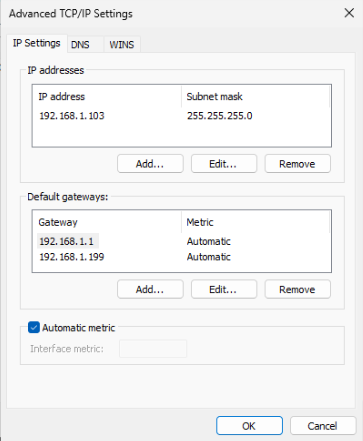 Advanced TCP/IP Settings
IP Settings DNS WINS
IP addresses
IP address Subnet mask
192.168.1.103 255.255.255.0
Add... Edit... Remove
Default gateways:
Gateway Metric
192.168.1.1 Automatic
192.168.1.199 Automatic
Add... Edit... Remove
Automatic metric
Interface metric:
OK Cancel